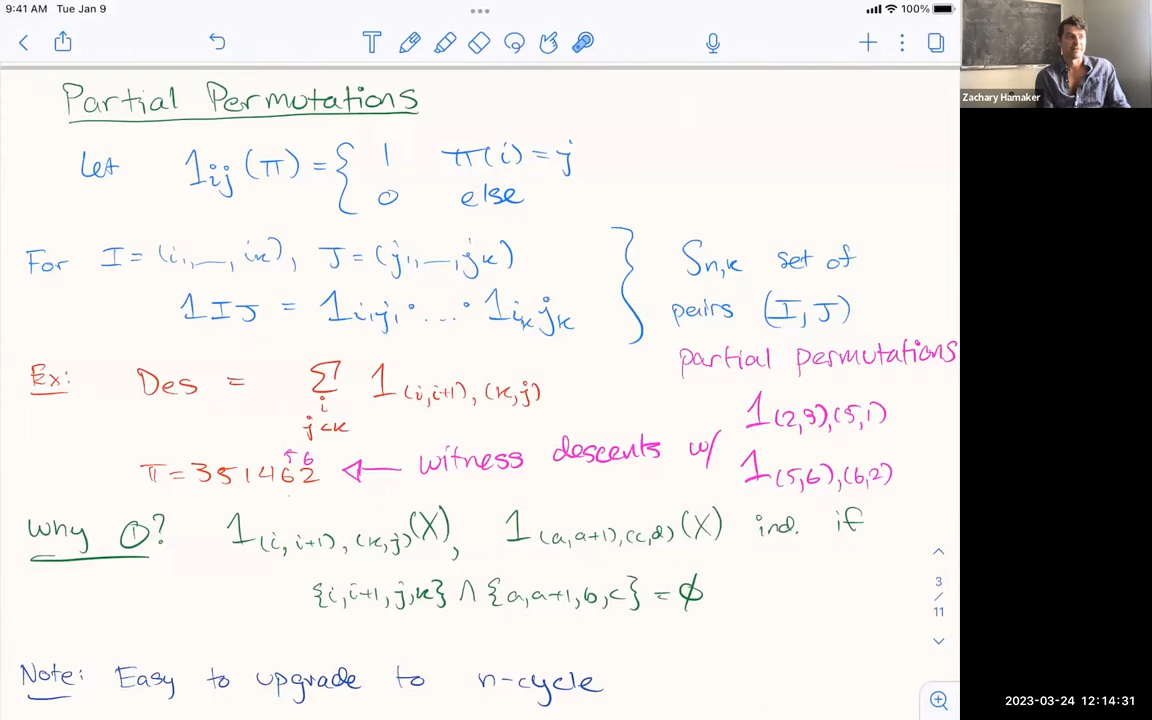 9:41 AM Tue Jan 9
100%
Zachary Hamaker
Partial Permutations
Let 1ij (π) = { 1 π(i) = j
0 else
For I = (i1, —, ik), J = (j1, —, jk)
1IJ = 1i1j1 · ... · 1ikjk
Sn,k set of
pairs (I, J)
partial permutations
Ex: Des = Σ i j<k 1(i,i+1),(k,j)
1(2,3),(5,1)
π = 351462 ← witness descents w/
5 6
1(5,6),(6,2)
Why ①? 1(i,i+1),(k,j)(X), 1(a,a+1),(c,d)(X) ind. if
{i,i+1,j,k} ∩ {a,a+1,b,c} = ∅
3
11
Note: Easy to upgrade to n-cycle
2023-03-24 12:14:31